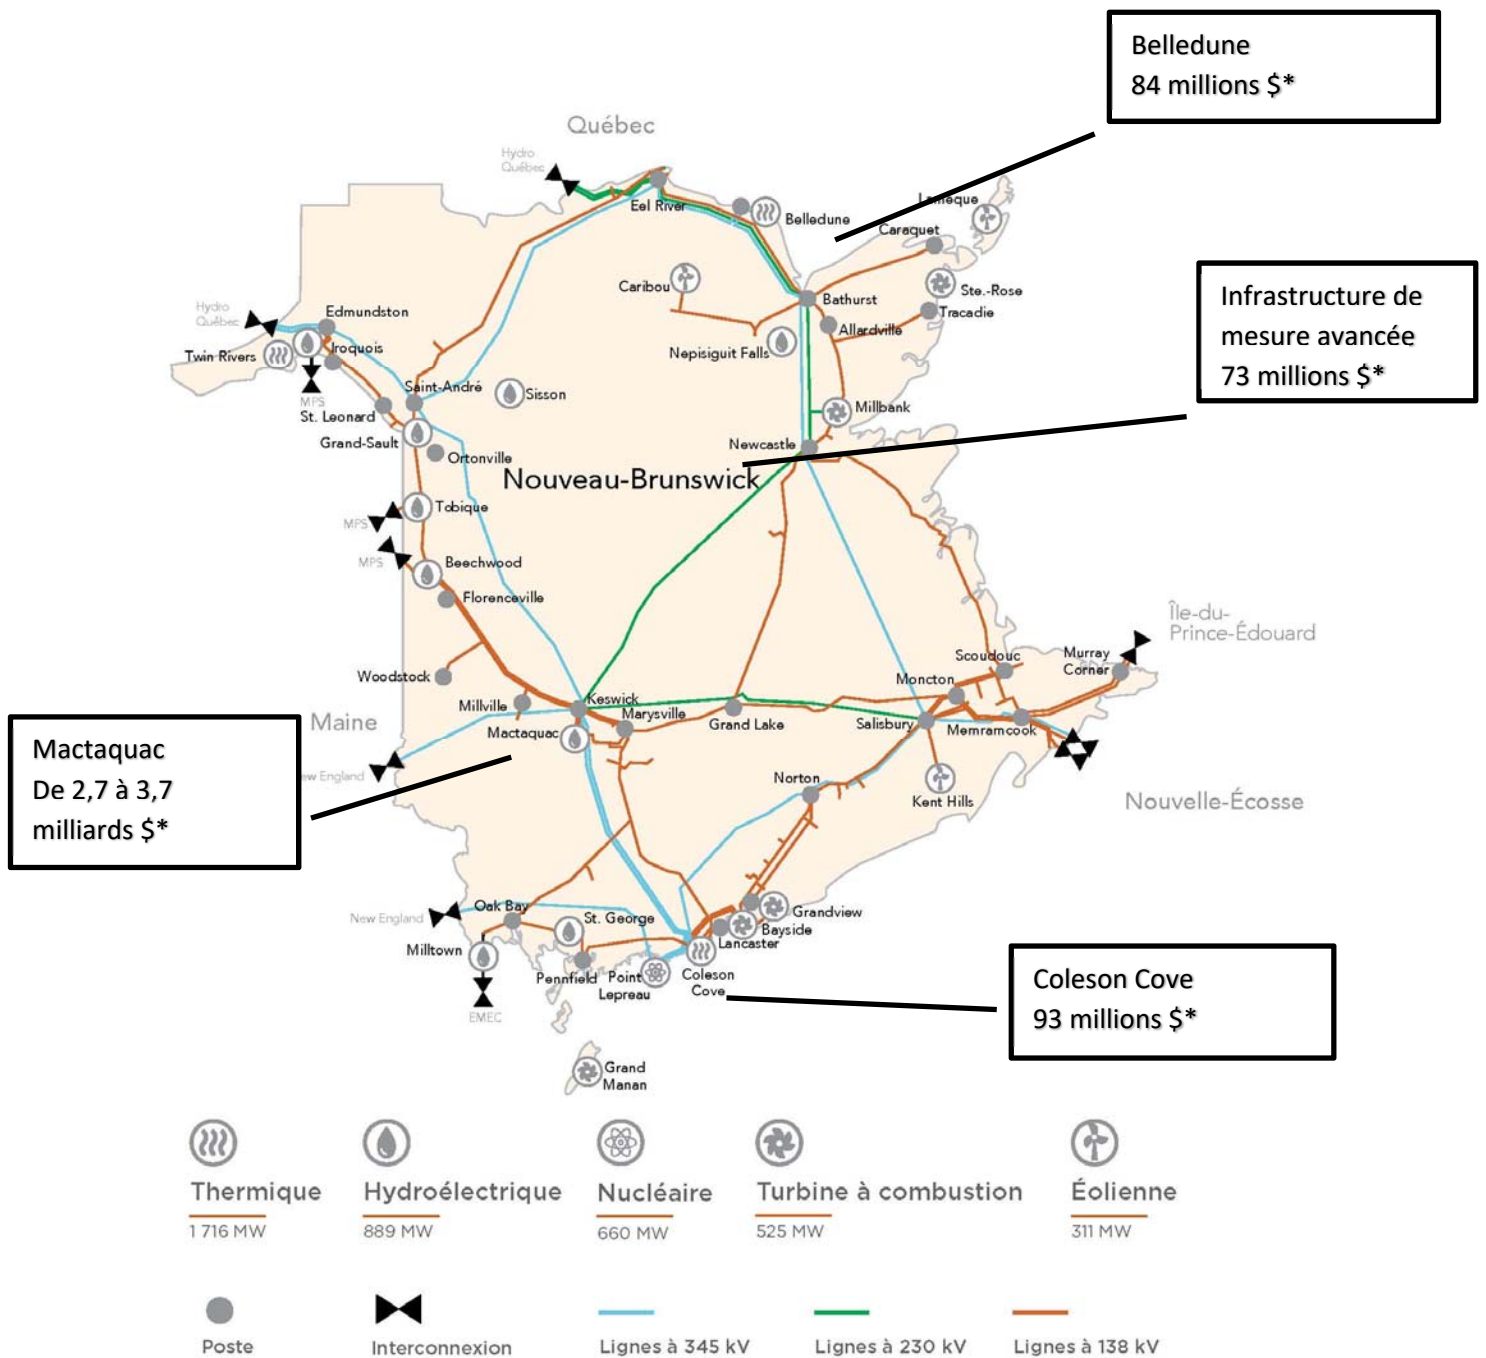 Belledune
84 millions $*
Québec
Hydro
Québec
Eel River
Belledune
Lamèque
Caraquet
Caribou
Ste.-Rose
Bathurst
Tracadie
Allardville
Nepisiguit Falls
Infrastructure de
mesure avancée
73 millions $*
Hydro
Québec
Edmundston
Twin Rivers
Iroquois
MPS
St. Leonard
Saint-André
Sisson
Grand-Sault
Ortonville
Millbank
Newcastle
Nouveau-Brunswick
Tobique
MPS
MPS
Beechwood
Florenceville
Île-du-
Prince-Édouard
Woodstock
Scoudouc
Murray
Corner
Moncton
Millville
Keswick
Marysville
Mactaquac
Grand Lake
Salisbury
Memramcook
Maine
Mactaquac
De 2,7 à 3,7
milliards $*
New England
Norton
Kent Hills
Nouvelle-Écosse
New England
Oak Bay
St. George
Grandview
Bayside
Lancaster
Milltown
Pennfield
Point
Lepreau
Coleson
Cove
EMEC
Coleson Cove
93 millions $*
Grand
Manan
Thermique
1 716 MW
Hydroélectrique
889 MW
Nucléaire
660 MW
Turbine à combustion
525 MW
Éolienne
311 MW
Poste
Interconnexion
Lignes à 345 kV
Lignes à 230 kV
Lignes à 138 kV